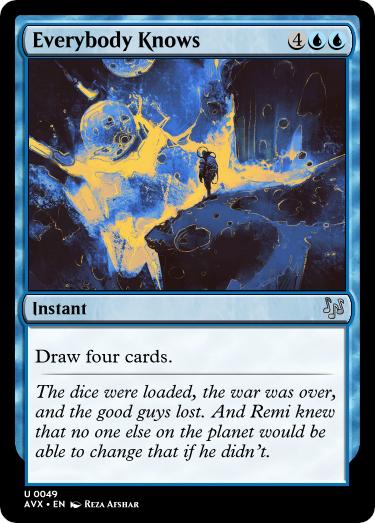 Everybody Knows 4
Instant
Draw four cards.
The dice were loaded, the war was over,
and the good guys lost. And Remi knew
that no one else on the planet would be
able to change that if he didn't.
U 0049
AVX • EN Reza Afshar